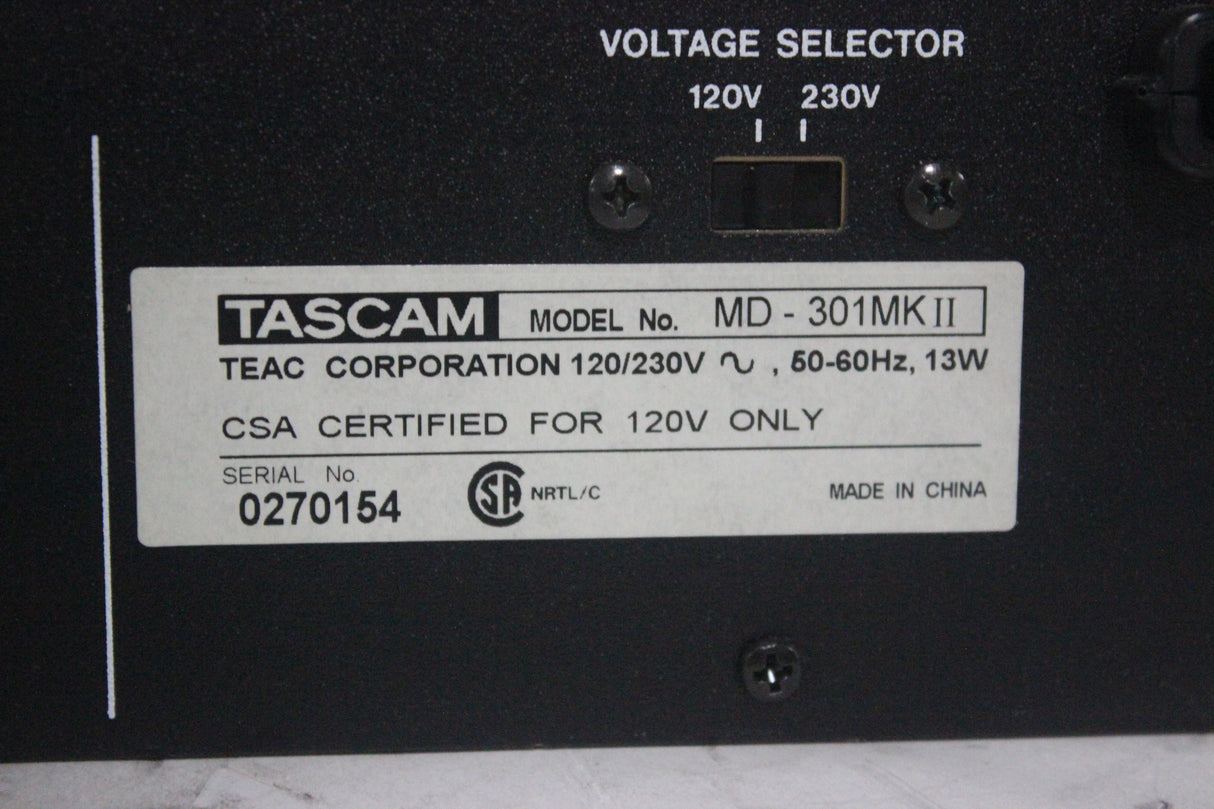 VOLTAGE SELECTOR
120V 230V
TASCAM MODEL No. MD - 301MKII
TEAC CORPORATION 120/230V ∿ , 50-60Hz, 13W
CSA CERTIFIED FOR 120V ONLY
SERIAL No.
0270154
SA NRTL/C
MADE IN CHINA